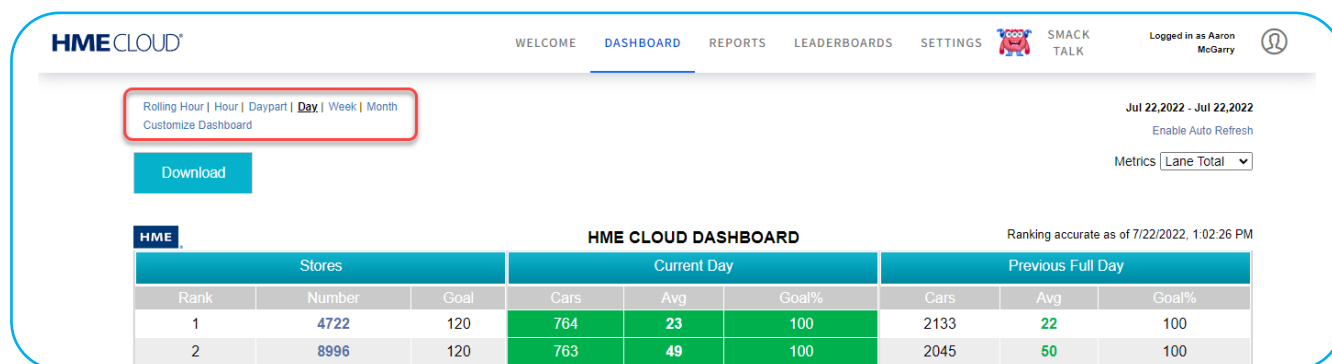 HME CLOUD®
WELCOME DASHBOARD REPORTS LEADERBOARDS SETTINGS SMACK TALK Logged in as Aaron McGarry
Rolling Hour | Hour | Daypart | Day | Week | Month
Customize Dashboard
Jul 22,2022 - Jul 22,2022
Enable Auto Refresh
Download
Metrics Lane Total
HME
HME CLOUD DASHBOARD
Ranking accurate as of 7/22/2022, 1:02:26 PM
Stores Current Day Previous Full Day
Rank Number Goal Cars Avg Goal% Cars Avg Goal%
1 4722 120 764 23 100 2133 22 100
2 8996 120 763 49 100 2045 50 100